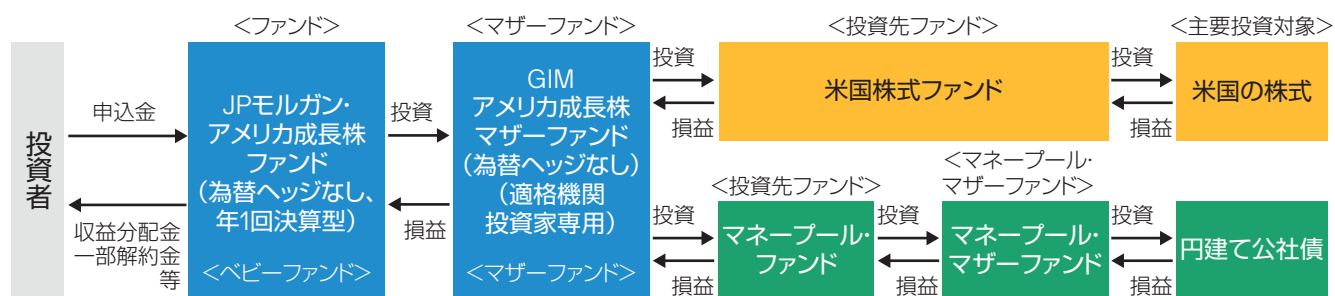 <ファンド>
<マザーファンド>
<投資先ファンド>
<主要投資対象>
投資者
申込金
収益分配金
一部解約金
等
JPモルガン・
アメリカ成長株
ファンド
(為替ヘッジなし、
年1回決算型)
<ベビーファンド>
投資
損益
GIM
アメリカ成長株
マザーファンド
(為替ヘッジなし)
(適格機関
投資家専用)
<マザーファンド>
投資
損益
米国株式ファンド
投資
損益
米国の株式
<投資先ファンド>
<マネープール・
マザーファンド>
投資
損益
マネープール・
ファンド
投資
損益
マネープール・
マザーファンド
投資
損益
円建て公社債